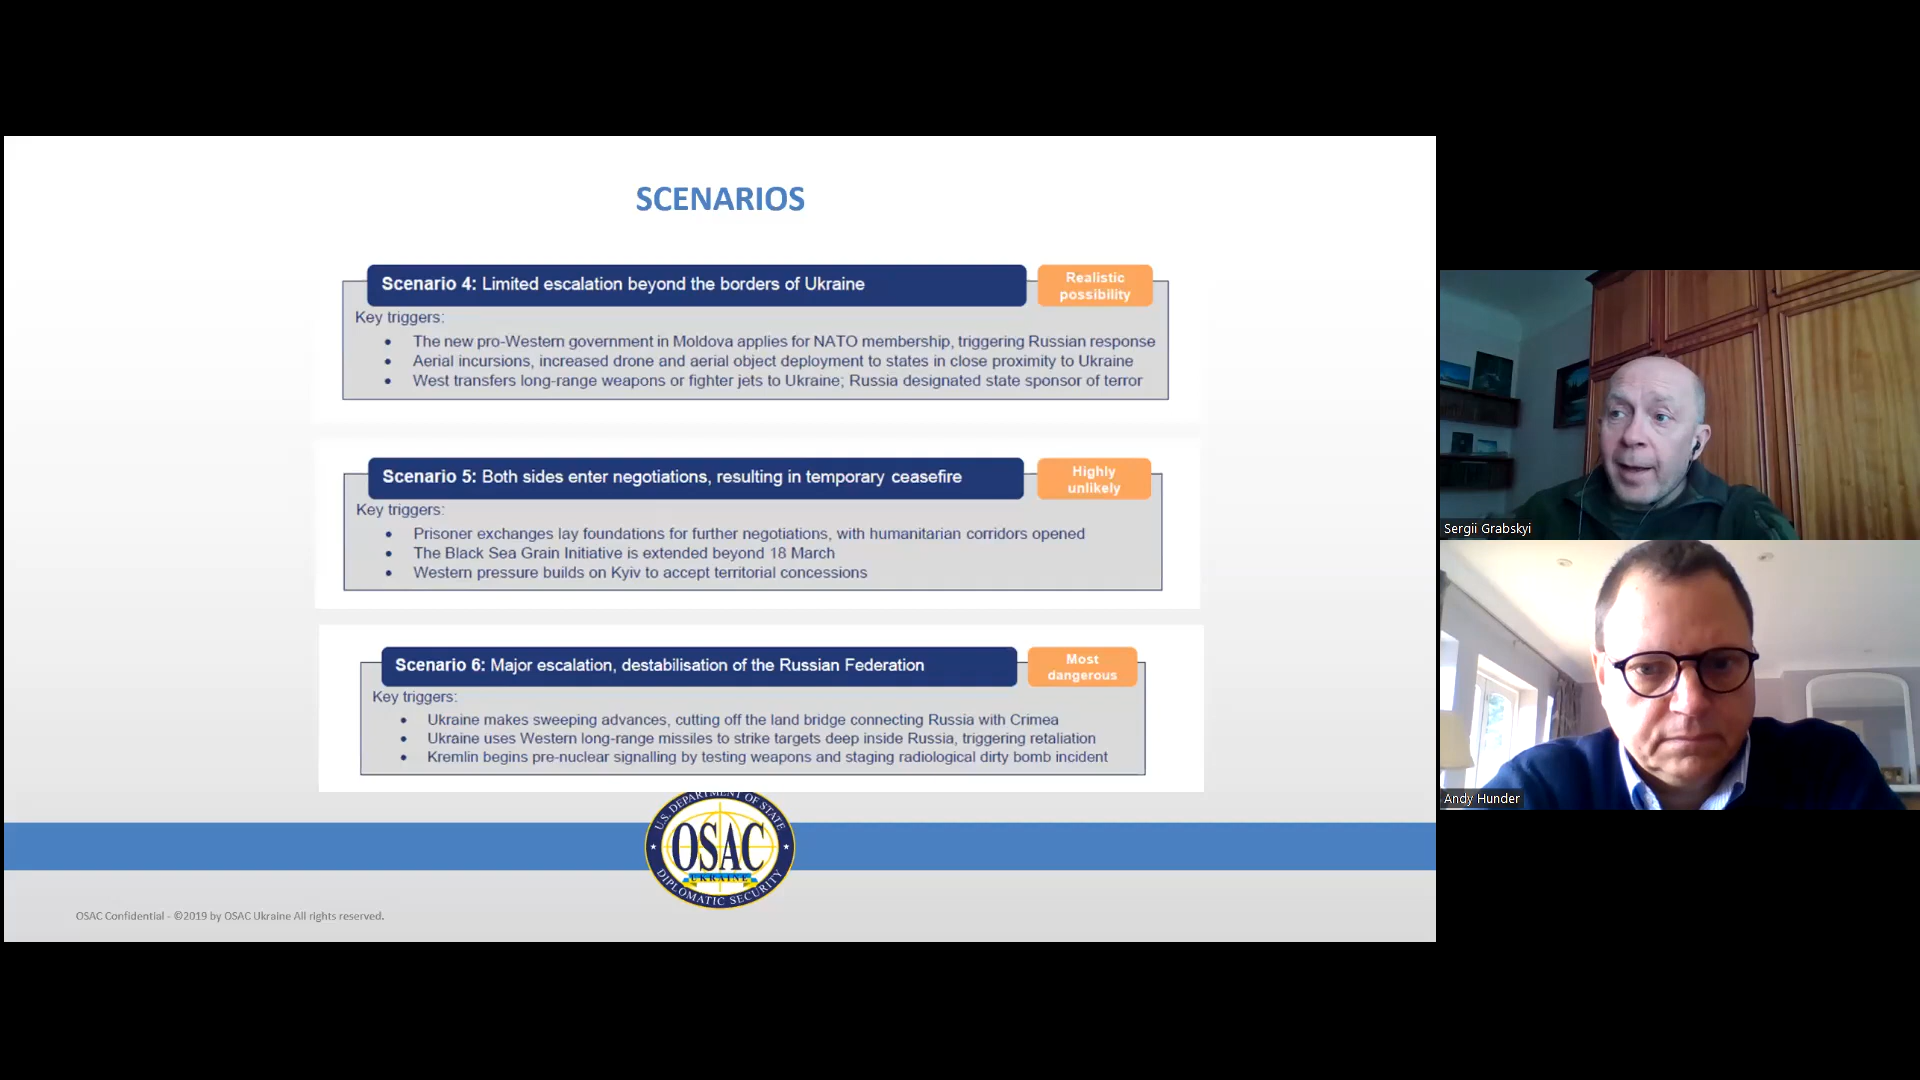 SCENARIOS
Scenario 4: Limited escalation beyond the borders of Ukraine
Realistic
possibility
Key triggers:
• The new pro-Western government in Moldova applies for NATO membership, triggering Russian response
• Aerial incursions, increased drone and aerial object deployment to states in close proximity to Ukraine
• West transfers long-range weapons or fighter jets to Ukraine; Russia designated state sponsor of terror
Scenario 5: Both sides enter negotiations, resulting in temporary ceasefire
Highly
unlikely
Key triggers:
• Prisoner exchanges lay foundations for further negotiations, with humanitarian corridors opened
• The Black Sea Grain Initiative is extended beyond 18 March
• Western pressure builds on Kyiv to accept territorial concessions
Scenario 6: Major escalation, destabilisation of the Russian Federation
Most
dangerous
Key triggers:
• Ukraine makes sweeping advances, cutting off the land bridge connecting Russia with Crimea
• Ukraine uses Western long-range missiles to strike targets deep inside Russia, triggering retaliation
• Kremlin begins pre-nuclear signalling by testing weapons and staging radiological dirty bomb incident
U.S. DEPARTMENT OF STATE
OSAC
UKRAINE
DIPLOMATIC SECURITY
OSAC Confidential - ©2019 by OSAC Ukraine All rights reserved.
Sergii Grabskyi
Andy Hunder